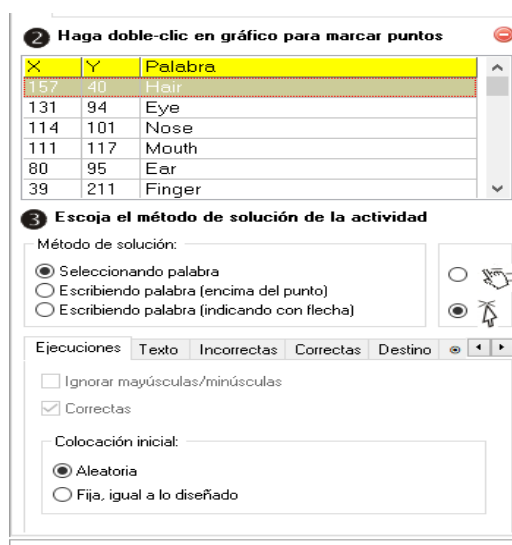 2 Haga doble-clic en gráfico para marcar puntos
X Y Palabra
157 40 Hair
131 94 Eye
114 101 Nose
111 117 Mouth
80 95 Ear
39 211 Finger
3 Escoja el método de solución de la actividad
Método de solución:
Seleccionando palabra
Escribiendo palabra (encima del punto)
Escribiendo palabra (indicando con flecha)
Ejecuciones Texto Incorrectas Correctas Destino
Ignorar mayúsculas/minúsculas
Correctas
Colocación inicial:
Aleatoria
Fija, igual a lo diseñado